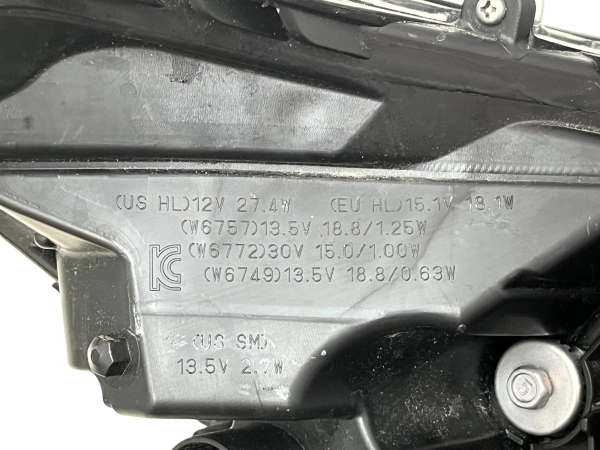 (US HL)12V 27.4W (EU HL)15.1V 18.1W
(W6757)13.5V 18.8/1.25W
(W6772)30V 15.0/1.00W
(W6749)13.5V 18.8/0.63W
(US SM)
13.5V 2.7W